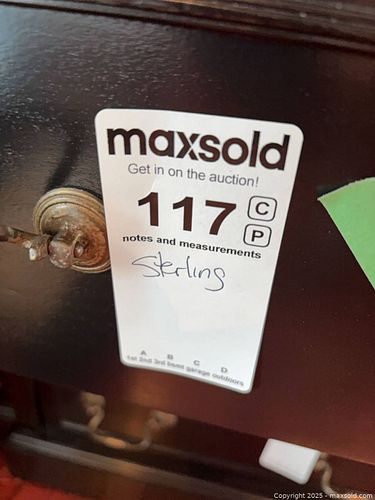 maxsold
Get in on the auction!
117 C
P
notes and measurements
Sterling
A B C D
1st 2nd 3rd bsmt garage outdoors
Copyright 2025 - maxsold.com